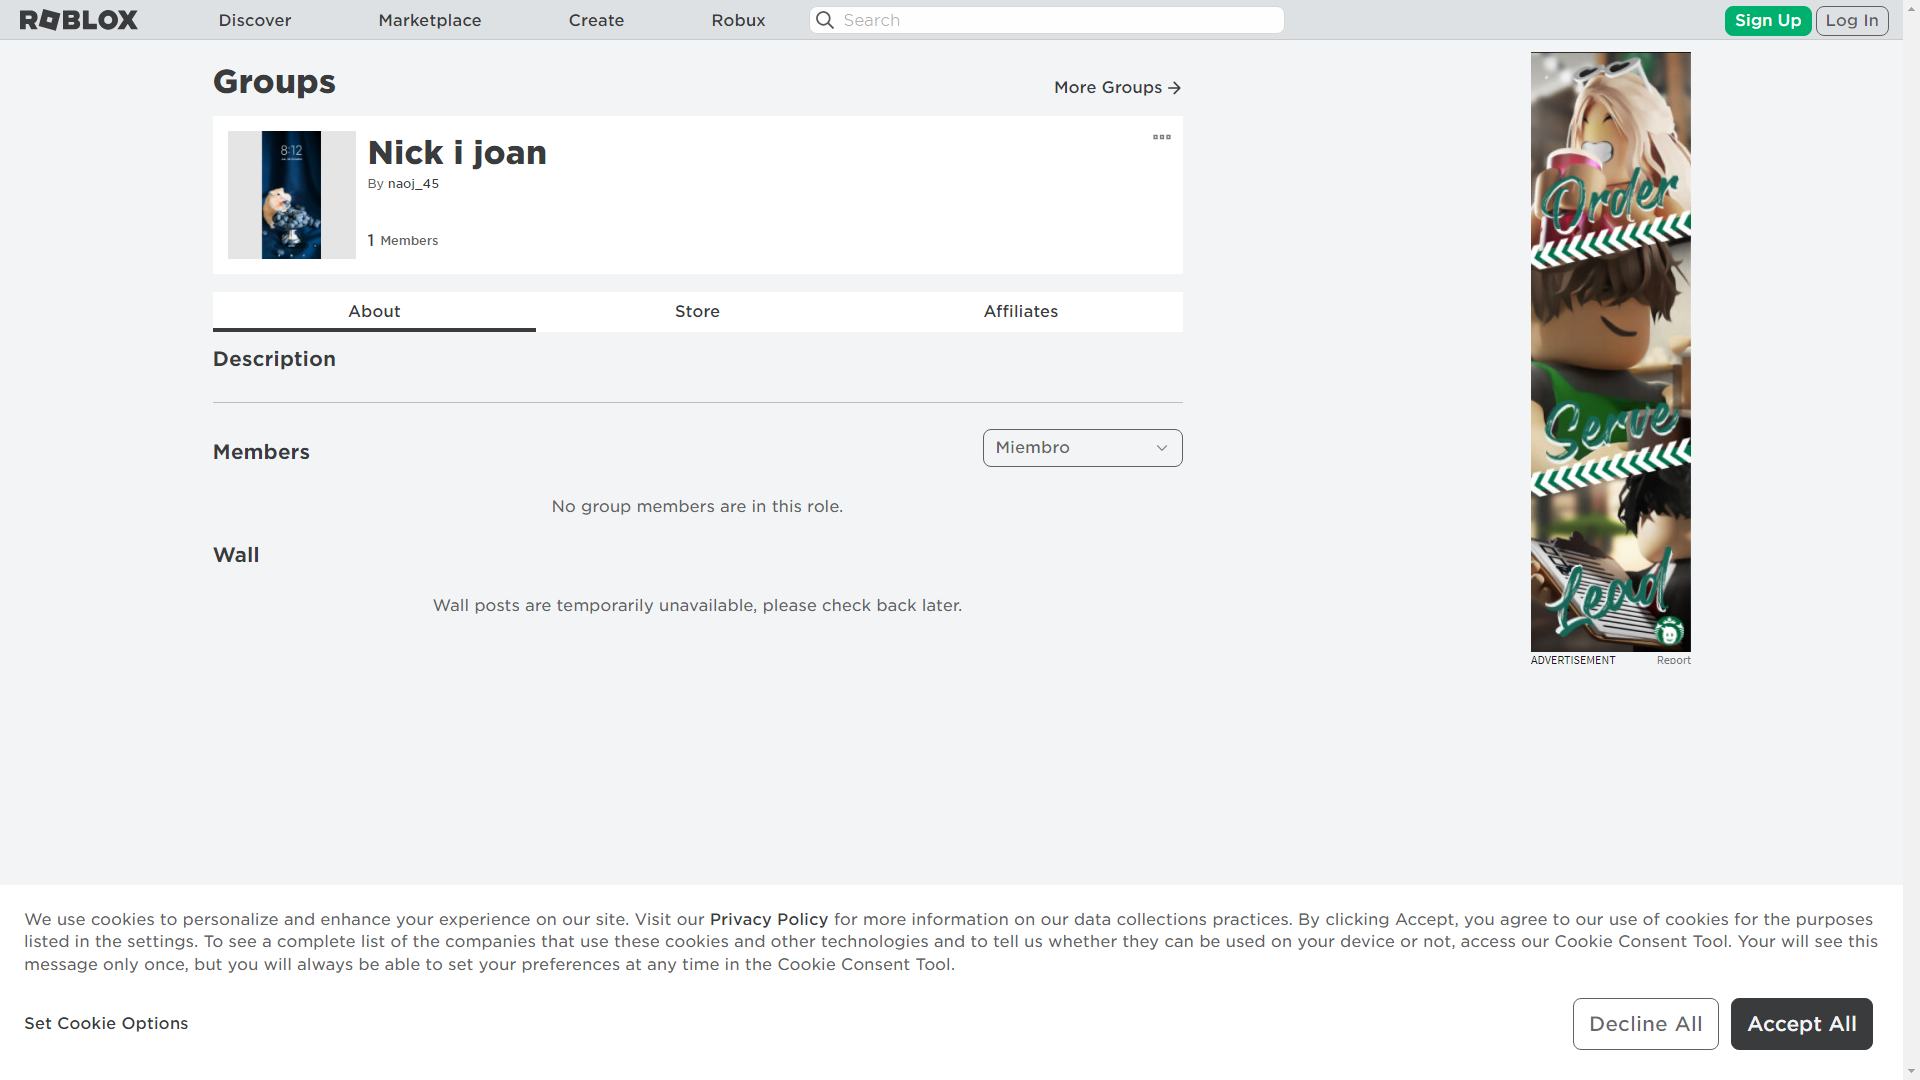 ROBLOX
Discover
Marketplace
Create
Robux
Search
Sign Up
Log In
Groups
More Groups
8:12
Nick i joan
By naoj_45
1 Members
About
Store
Affiliates
Description
Members
Miembro
No group members are in this role.
Wall
Wall posts are temporarily unavailable, please check back later.
Order
Serve
Lead
ADVERTISEMENT
Report
We use cookies to personalize and enhance your experience on our site. Visit our Privacy Policy for more information on our data collections practices. By clicking Accept, you agree to our use of cookies for the purposes
listed in the settings. To see a complete list of the companies that use these cookies and other technologies and to tell us whether they can be used on your device or not, access our Cookie Consent Tool. Your will see this
message only once, but you will always be able to set your preferences at any time in the Cookie Consent Tool.
Set Cookie Options
Decline All
Accept All